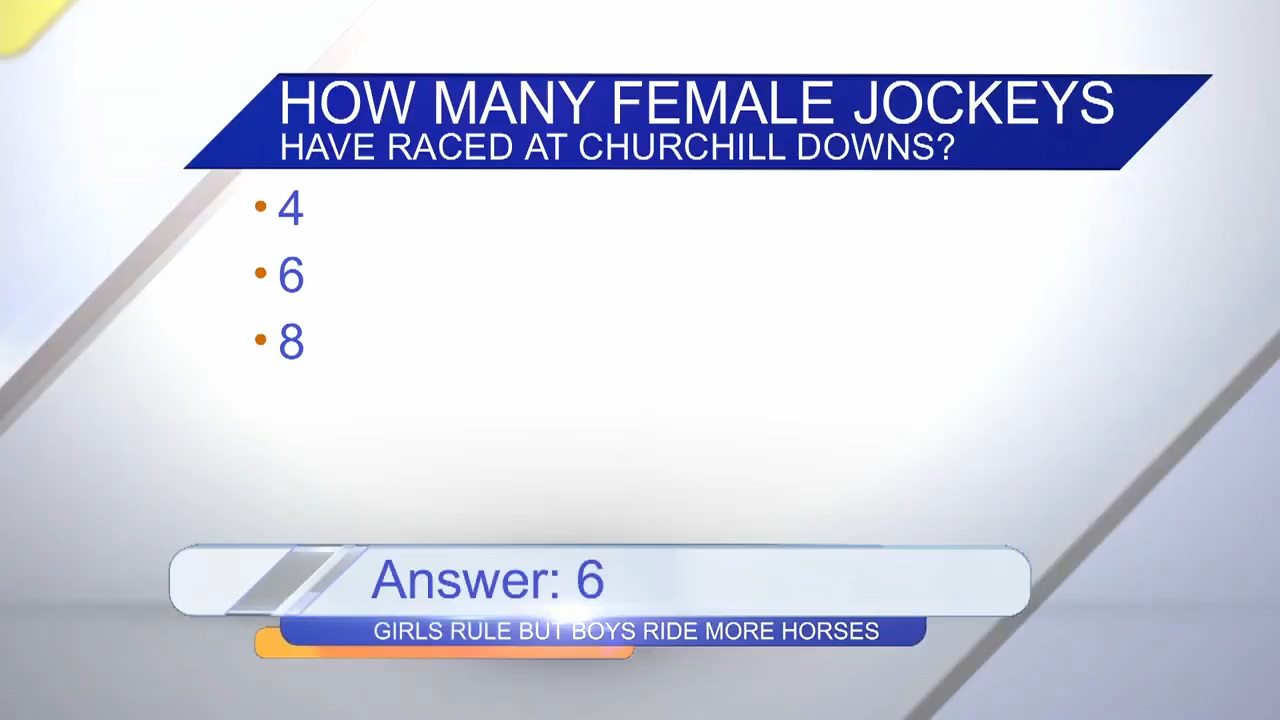 HOW MANY FEMALE JOCKEYS
HAVE RACED AT CHURCHILL DOWNS?
• 4
• 6
• 8
Answer: 6
GIRLS RULE BUT BOYS RIDE MORE HORSES